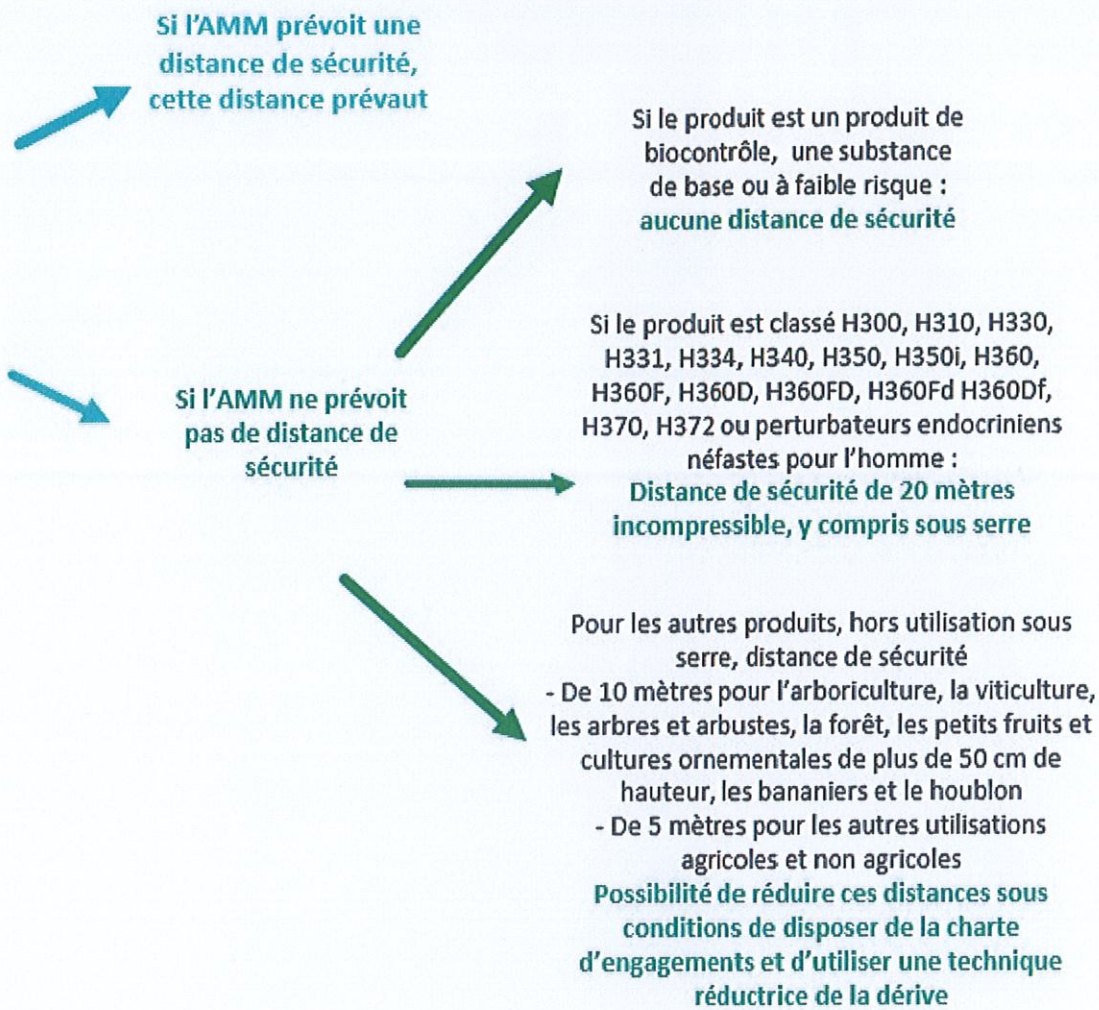 Si l'AMM prévoit une
distance de sécurité,
cette distance prévaut
Si le produit est un produit de
biocontrôle, une substance
de base ou à faible risque :
aucune distance de sécurité
Si l'AMM ne prévoit
pas de distance de
sécurité
Si le produit est classé H300, H310, H330,
H331, H334, H340, H350, H350i, H360,
H360F, H360D, H360FD, H360Fd H360Df,
H370, H372 ou perturbateurs endocriniens
néfastes pour l'homme :
Distance de sécurité de 20 mètres
incompressible, y compris sous serre
Pour les autres produits, hors utilisation sous
serre, distance de sécurité
- De 10 mètres pour l'arboriculture, la viticulture,
les arbres et arbustes, la forêt, les petits fruits et
cultures ornementales de plus de 50 cm de
hauteur, les bananiers et le houblon
- De 5 mètres pour les autres utilisations
agricoles et non agricoles
Possibilité de réduire ces distances sous
conditions de disposer de la charte
d'engagements et d'utiliser une technique
réductrice de la dérive